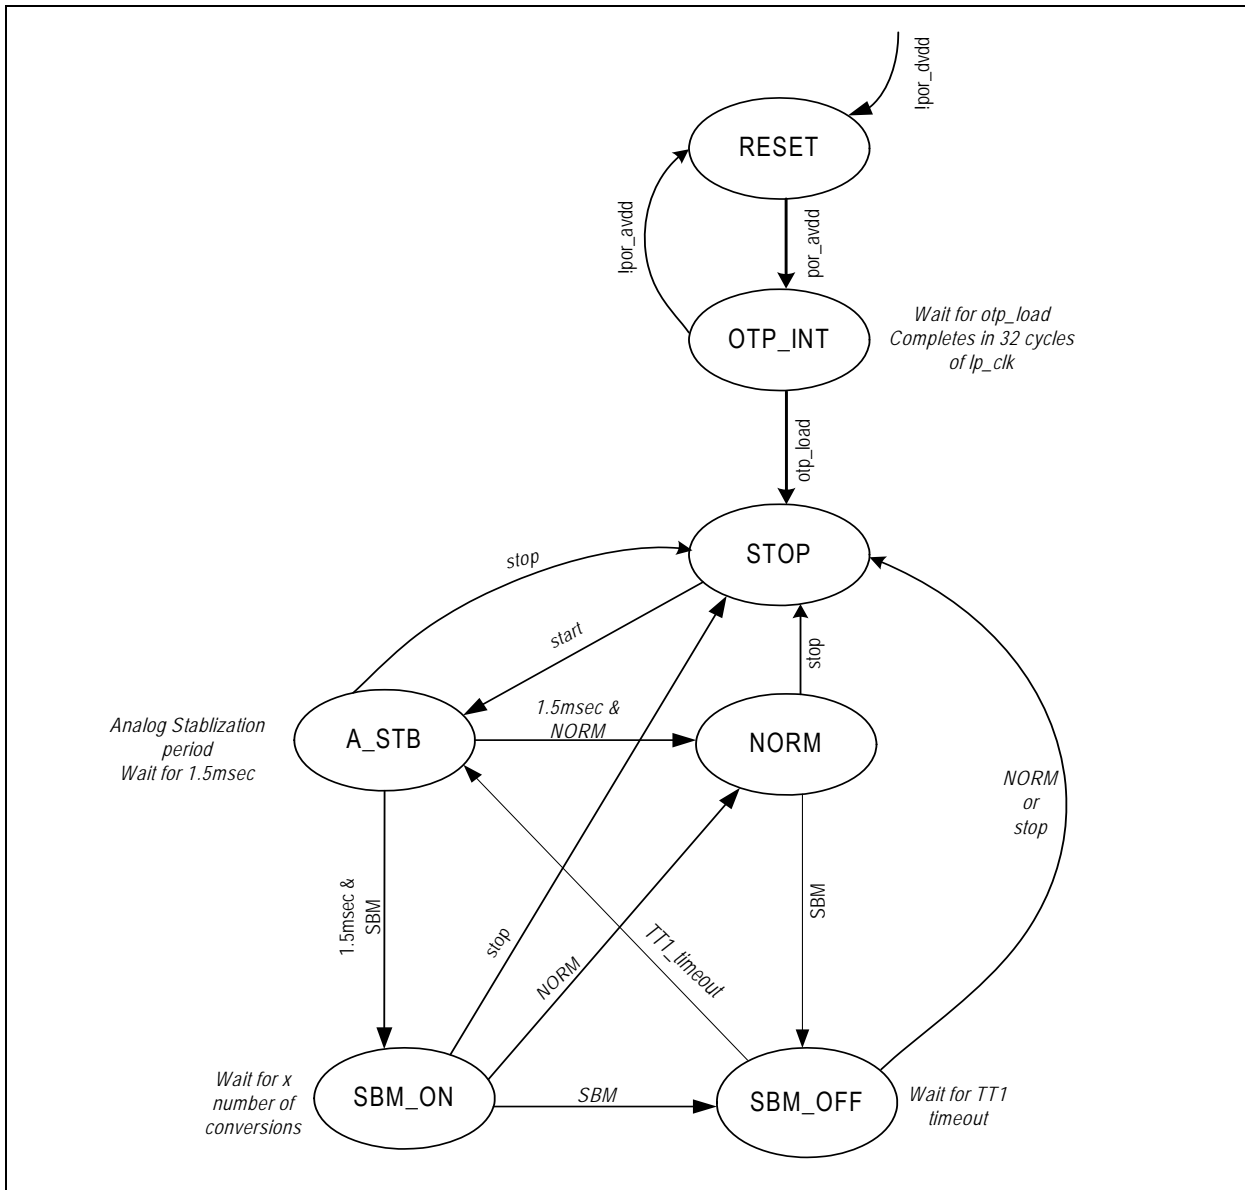 !por_dvdd
RESET
!por_avdd
por_avdd
OTP_INT
Wait for otp_load
Completes in 32 cycles
of lp_clk
otp_load
STOP
stop
start
stop
Analog Stablization
period
Wait for 1.5msec
A_STB
1.5msec &
NORM
NORM
NORM
or
stop
1.5msec &
SBM
stop
NORM
TT1_timeout
SBM
Wait for x
number of
conversions
SBM_ON
SBM
SBM_OFF
Wait for TT1
timeout